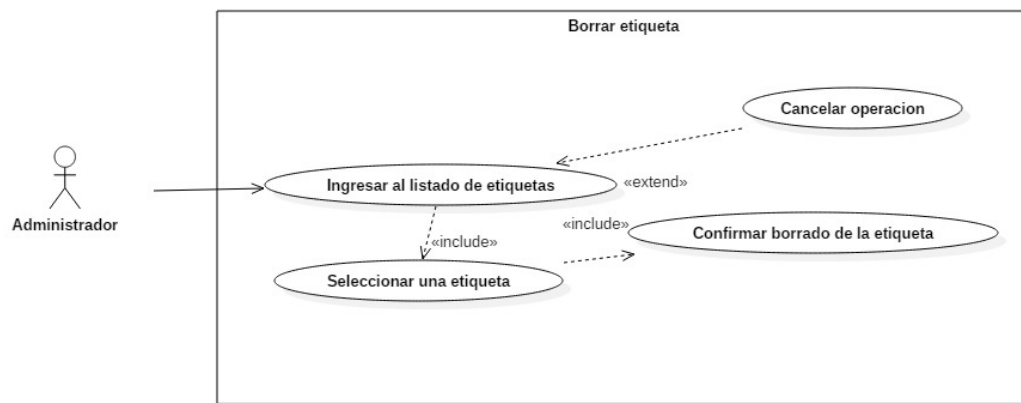 Borrar etiqueta
Cancelar operacion
Ingresar al listado de etiquetas
«extend»
Administrador
«include»
Confirmar borrado de la etiqueta
«include»
Seleccionar una etiqueta